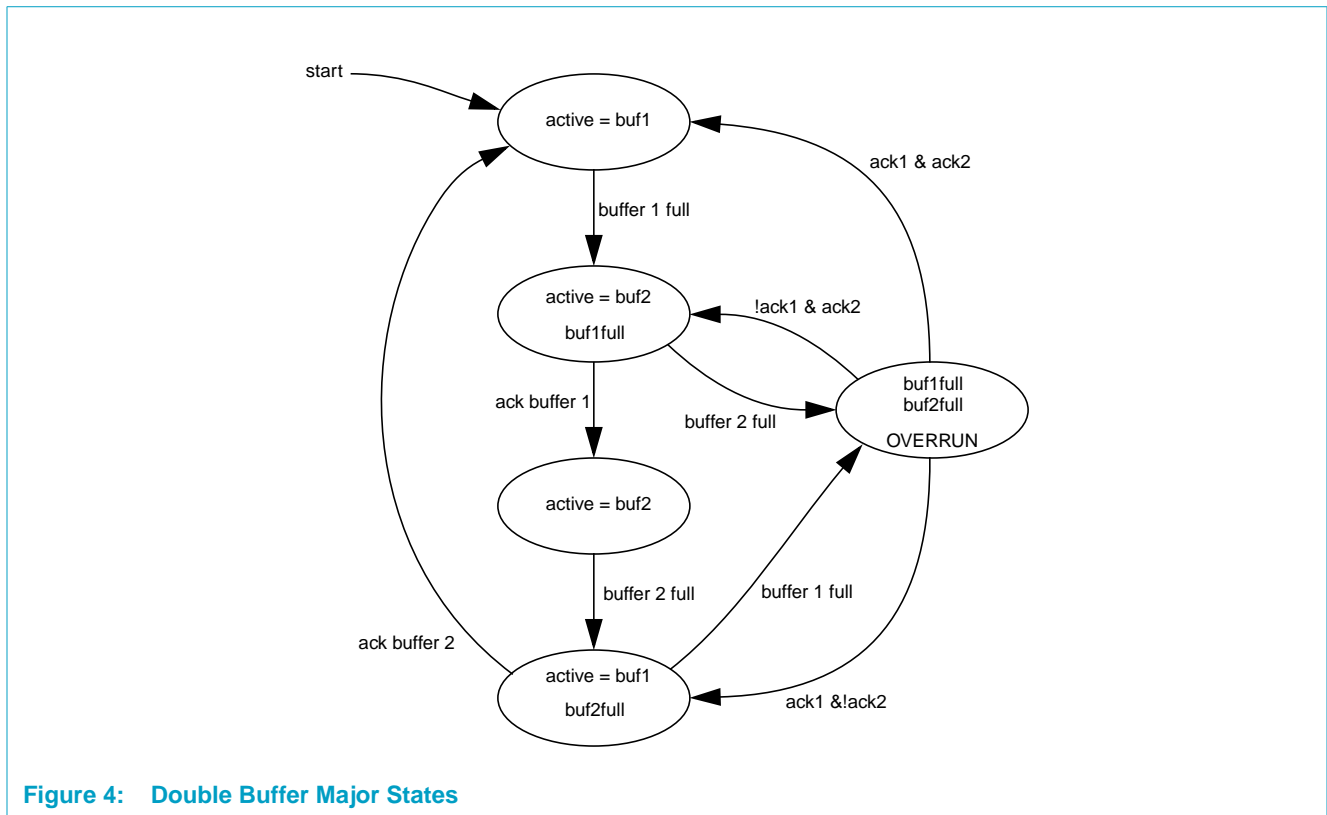 start
active = buf1
ack1 & ack2
buffer 1 full
active = buf2
buf1full
!ack1 & ack2
buf1full
buf2full
OVERRUN
ack buffer 1
buffer 2 full
active = buf2
buffer 2 full
buffer 1 full
ack buffer 2
active = buf1
buf2full
ack1 &!ack2
Figure 4: Double Buffer Major States